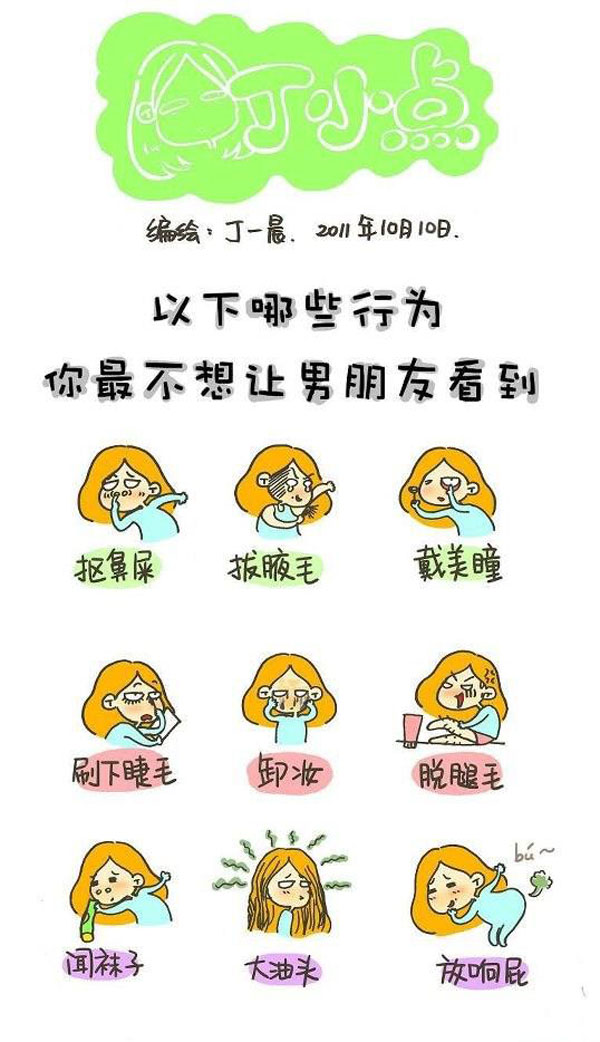 丁小点
编绘：丁一晨. 2011年10月10日.
以下哪些行为
你最不想让男朋友看到
抠鼻屎
拔腋毛
戴美瞳
刷下睫毛
卸妆
脱腿毛
bú~
闻袜子
大油头
放响屁